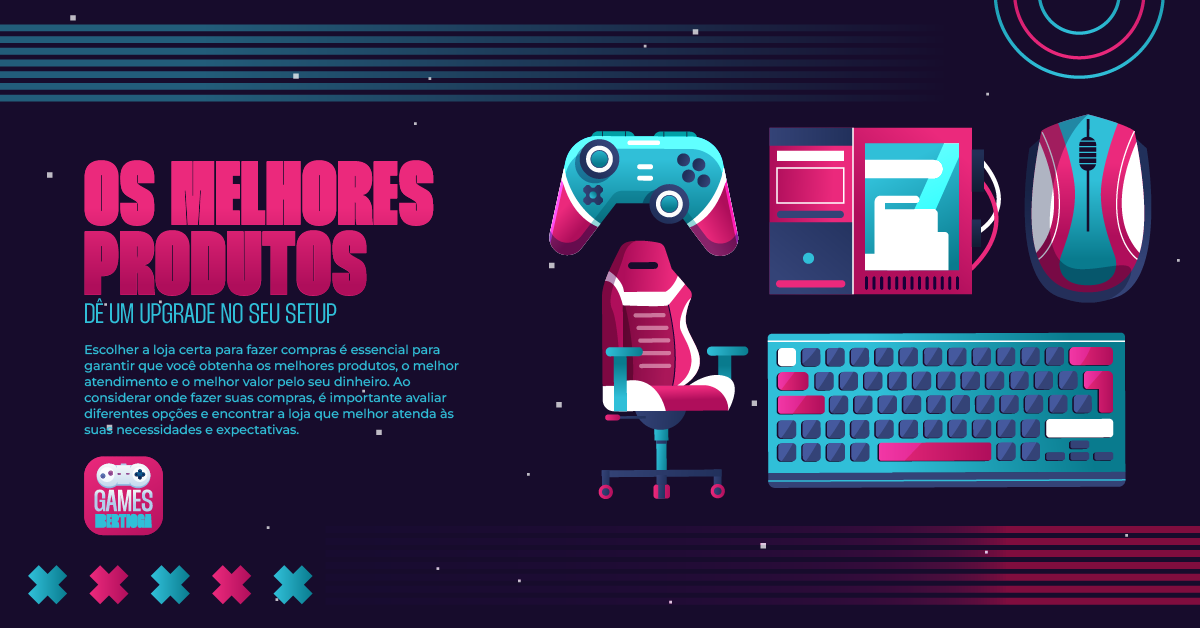 OS MELHORES
PRODUTOS
DÊ UM UPGRADE NO SEU SETUP
Escolher a loja certa para fazer compras é essencial para
garantir que você obtenha os melhores produtos, o melhor
atendimento e o melhor valor pelo seu dinheiro. Ao
considerar onde fazer suas compras, é importante avaliar
diferentes opções e encontrar a loja que melhor atenda às
suas necessidades e expectativas.
GAMES
BERTIOGA